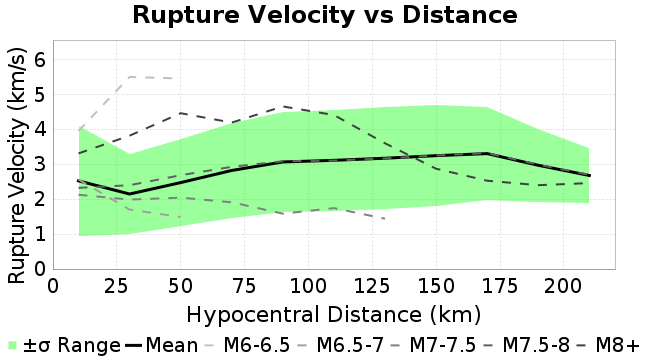 Rupture Velocity vs Distance
Rupture Velocity (km/s)
6
5
4
3
2
1
0
0 25 50 75 100 125 150 175 200
Hypocentral Distance (km)
±σ Range Mean M6-6.5 M6.5-7 M7-7.5 M7.5-8 M8+